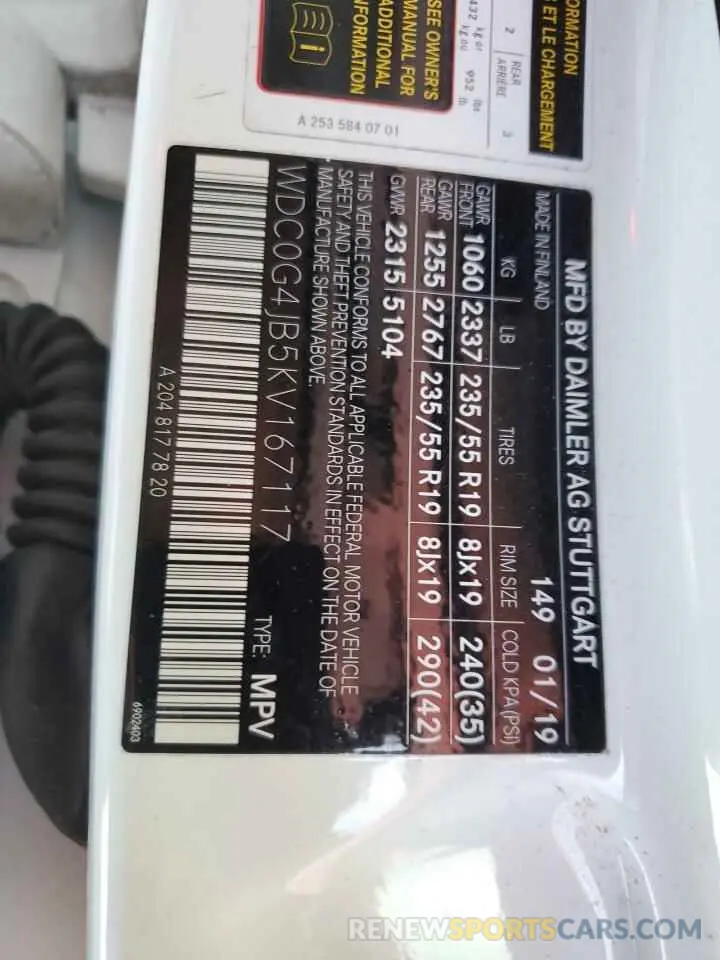 FORMATION
ET LE CHARGEMENT
2
REAR
ARRIÈRE
3
432 kg or
kg ou
952 lbs
lb
SEE OWNER'S
MANUAL FOR
ADDITIONAL
INFORMATION
A 253 584 07 01
MFD BY DAIMLER AG STUTTGART
MADE IN FINLAND 149 01/19
KG LB TIRES RIM SIZE COLD KPA(PSI)
GAWR
FRONT 1060 2337 235/55 R19 8Jx19 240(35)
GAWR
REAR 1255 2767 235/55 R19 8Jx19 290(42)
GVWR 2315 5104
THIS VEHICLE CONFORMS TO ALL APPLICABLE FEDERAL MOTOR VEHICLE
SAFETY AND THEFT PREVENTION STANDARDS IN EFFECT ON THE DATE OF
MANUFACTURE SHOWN ABOVE.
WDC0G4JB5KV167117 TYPE: MPV
A 204 817 78 20
6902403
RENEWSPORTSCARS.COM